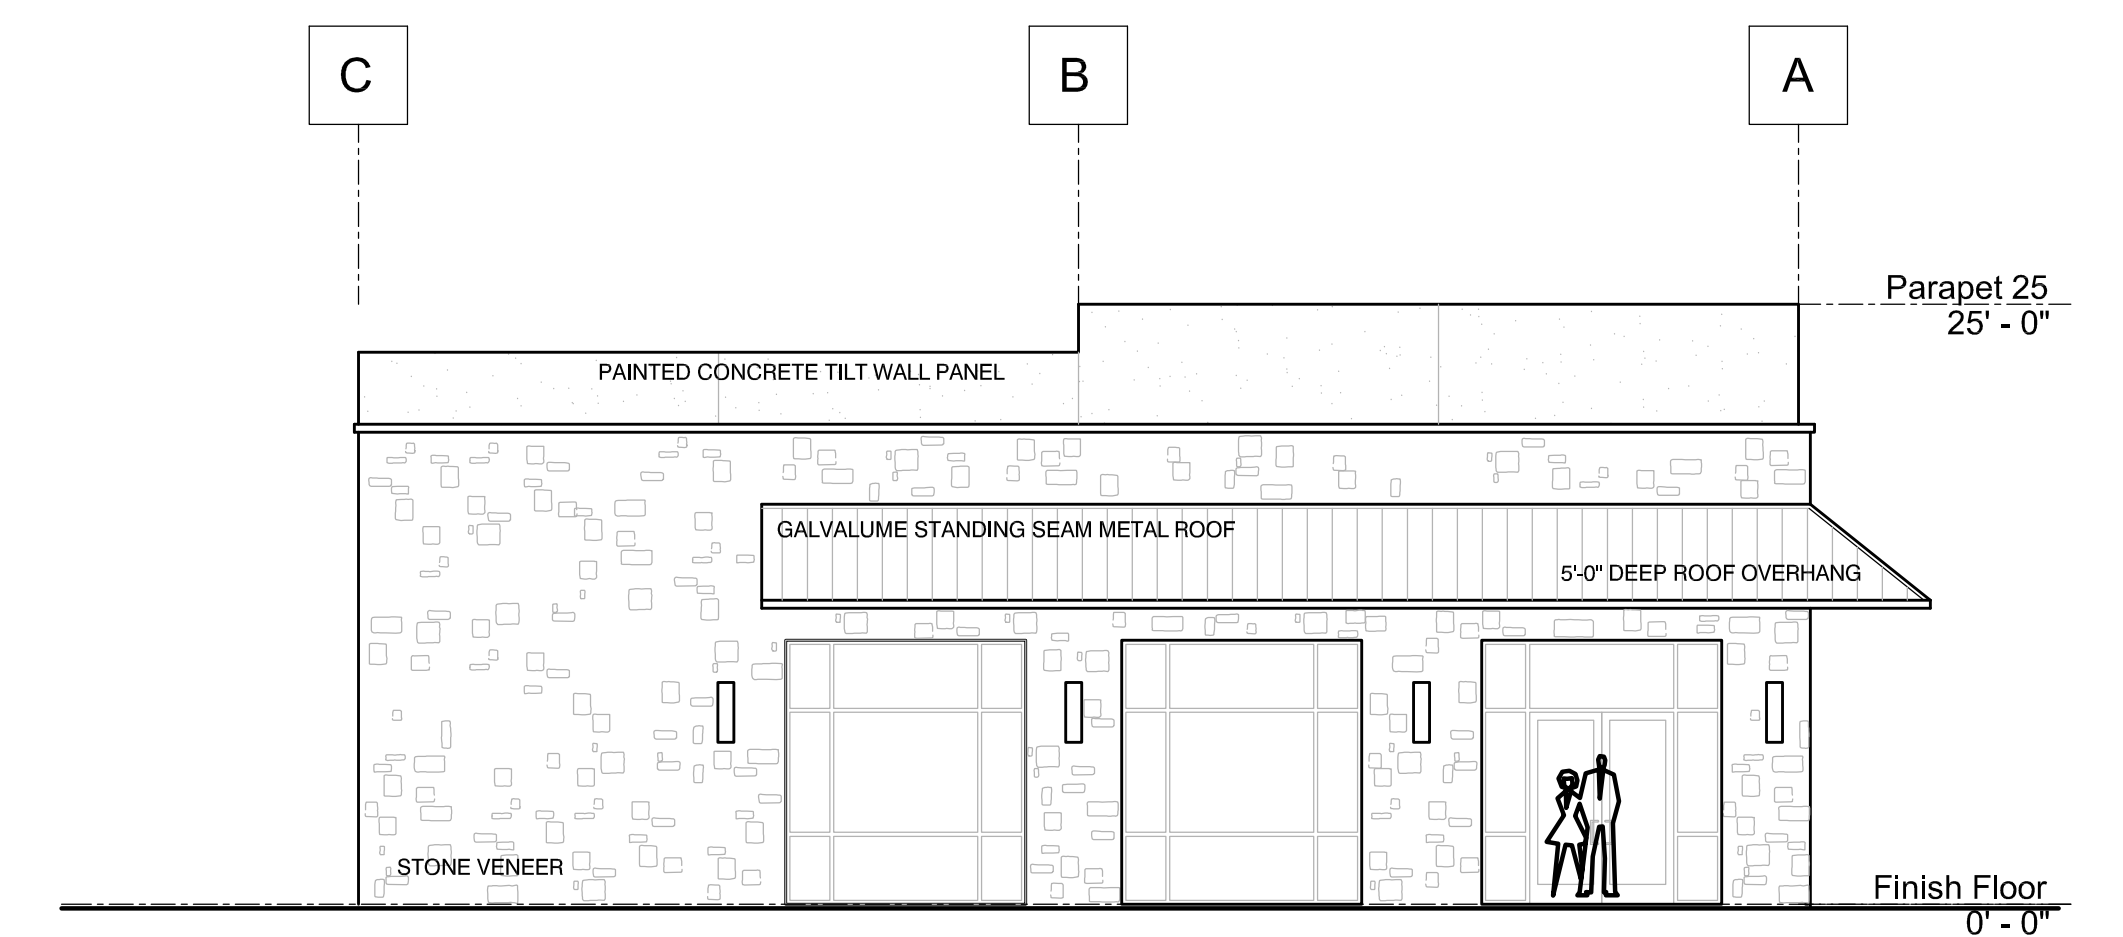 C
B
A
Parapet 25
25' - 0"
PAINTED CONCRETE TILT WALL PANEL
GALVALUME STANDING SEAM METAL ROOF
5'-0" DEEP ROOF OVERHANG
STONE VENEER
Finish Floor
0' - 0"